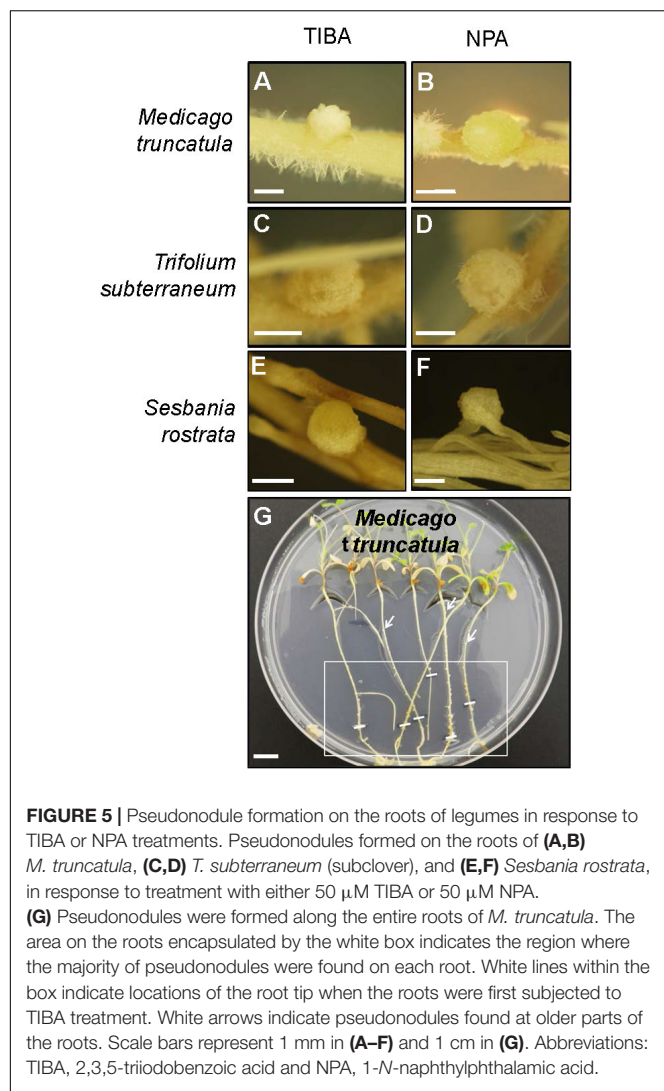 TIBA NPA
A B
Medicago
truncatula
C D
Trifolium
subterraneum
E F
Sesbania
rostrata
G Medicago
t truncatula
FIGURE 5 | Pseudonodule formation on the roots of legumes in response to
TIBA or NPA treatments. Pseudonodules formed on the roots of (A,B)
M. truncatula, (C,D) T. subterraneum (subclover), and (E,F) Sesbania rostrata,
in response to treatment with either 50 μM TIBA or 50 μM NPA.
(G) Pseudonodules were formed along the entire roots of M. truncatula. The
area on the roots encapsulated by the white box indicates the region where
the majority of pseudonodules were found on each root. White lines within the
box indicate locations of the root tip when the roots were first subjected to
TIBA treatment. White arrows indicate pseudonodules found at older parts of
the roots. Scale bars represent 1 mm in (A–F) and 1 cm in (G). Abbreviations:
TIBA, 2,3,5-triiodobenzoic acid and NPA, 1-N-naphthylphthalamic acid.